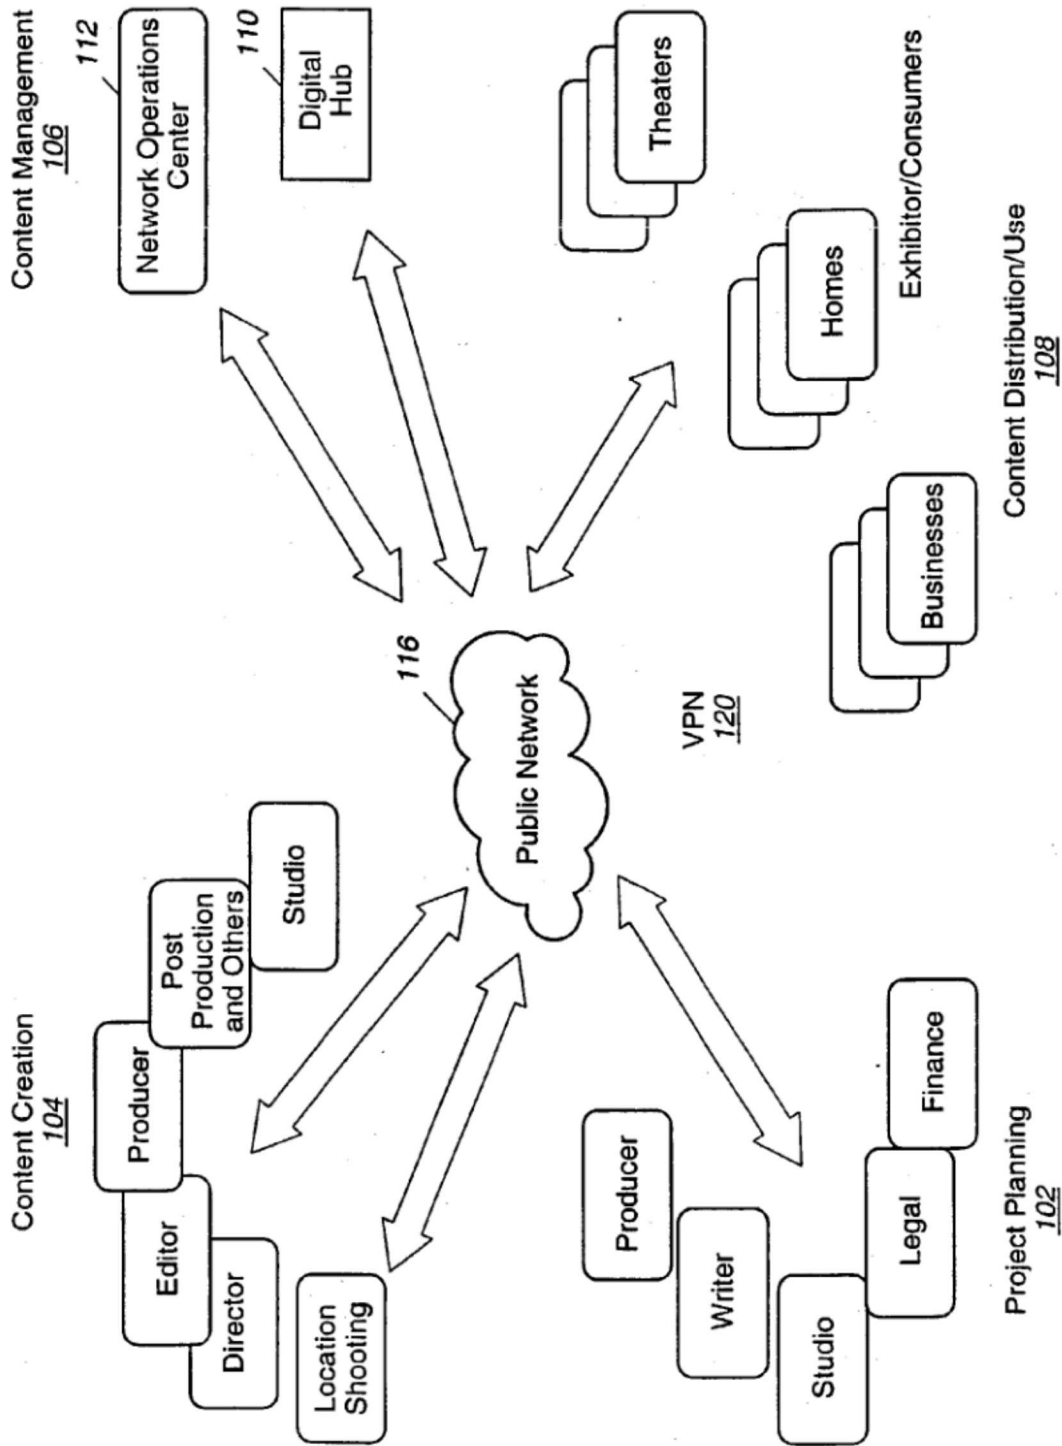 Content Creation
104
Producer
Editor
Director
Location
Shooting
Post
Production
and Others
Studio
Content Management
106
112
Network Operations
Center
110
Digital
Hub
116
Public Network
VPN
120
Project Planning
102
Producer
Writer
Studio
Legal
Finance
Theaters
Homes
Businesses
Exhibitor/Consumers
Content Distribution/Use
108